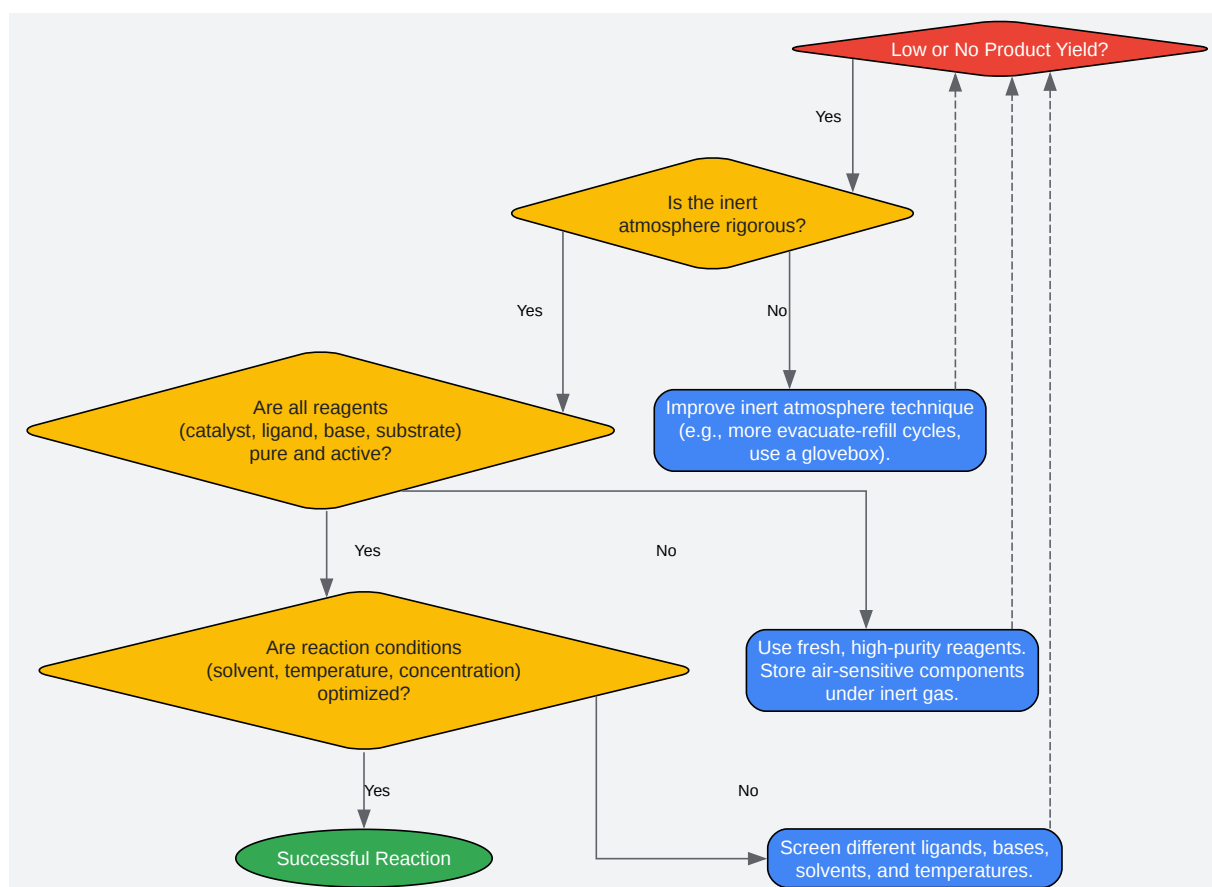 Low or No Product Yield?
Yes
Is the inert
atmosphere rigorous?
Yes
No
Are all reagents
(catalyst, ligand, base, substrate)
pure and active?
Improve inert atmosphere technique
(e.g., more evacuate-refill cycles,
use a glovebox).
Yes
No
Are reaction conditions
(solvent, temperature, concentration)
optimized?
Use fresh, high-purity reagents.
Store air-sensitive components
under inert gas.
Yes
No
Successful Reaction
Screen different ligands, bases,
solvents, and temperatures.